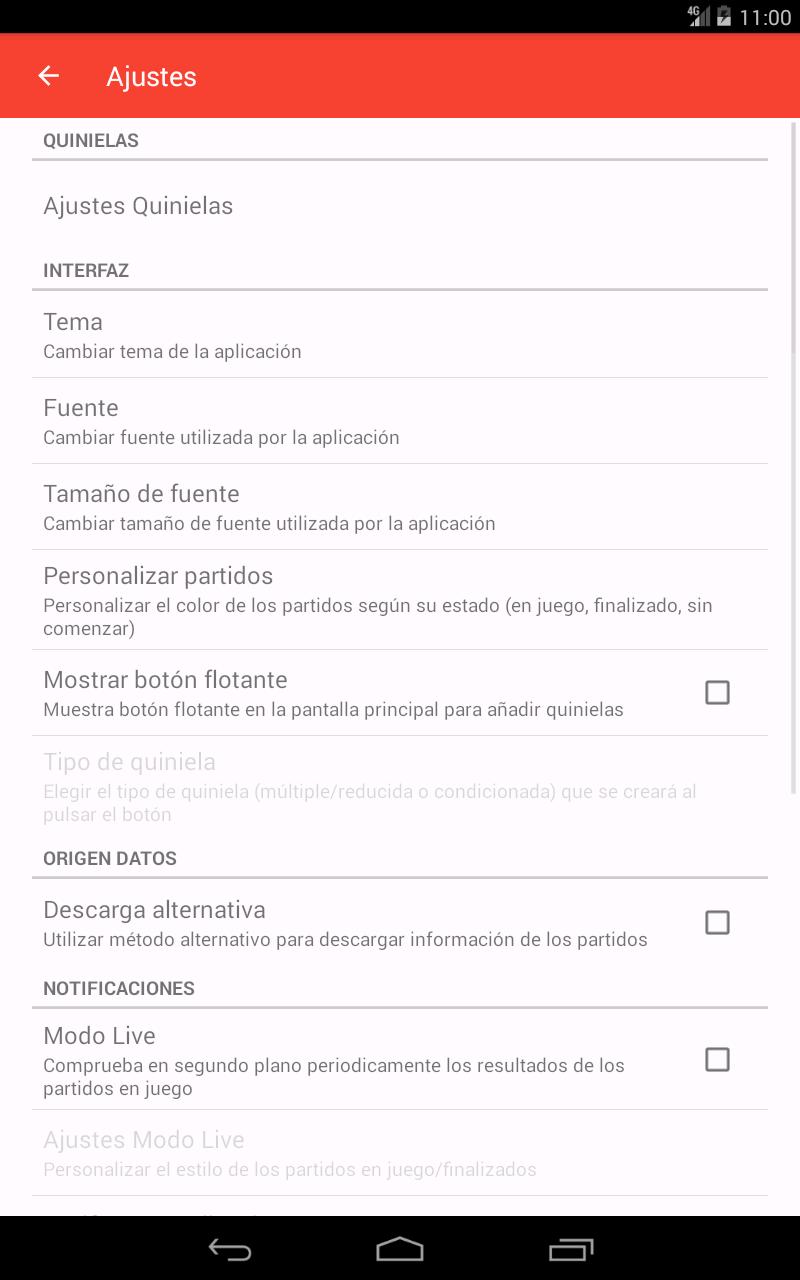 4G 11:00
Ajustes
QUINIELAS
Ajustes Quinielas
INTERFAZ
Tema
Cambiar tema de la aplicación
Fuente
Cambiar fuente utilizada por la aplicación
Tamaño de fuente
Cambiar tamaño de fuente utilizada por la aplicación
Personalizar partidos
Personalizar el color de los partidos según su estado (en juego, finalizado, sin
comenzar)
Mostrar botón flotante
Muestra botón flotante en la pantalla principal para añadir quinielas
Tipo de quiniela
Elegir el tipo de quiniela (múltiple/reducida o condicionada) que se creará al
pulsar el botón
ORIGEN DATOS
Descarga alternativa
Utilizar método alternativo para descargar información de los partidos
NOTIFICACIONES
Modo Live
Comprueba en segundo plano periodicamente los resultados de los
partidos en juego
Ajustes Modo Live
Personalizar el estilo de los partidos en juego/finalizados